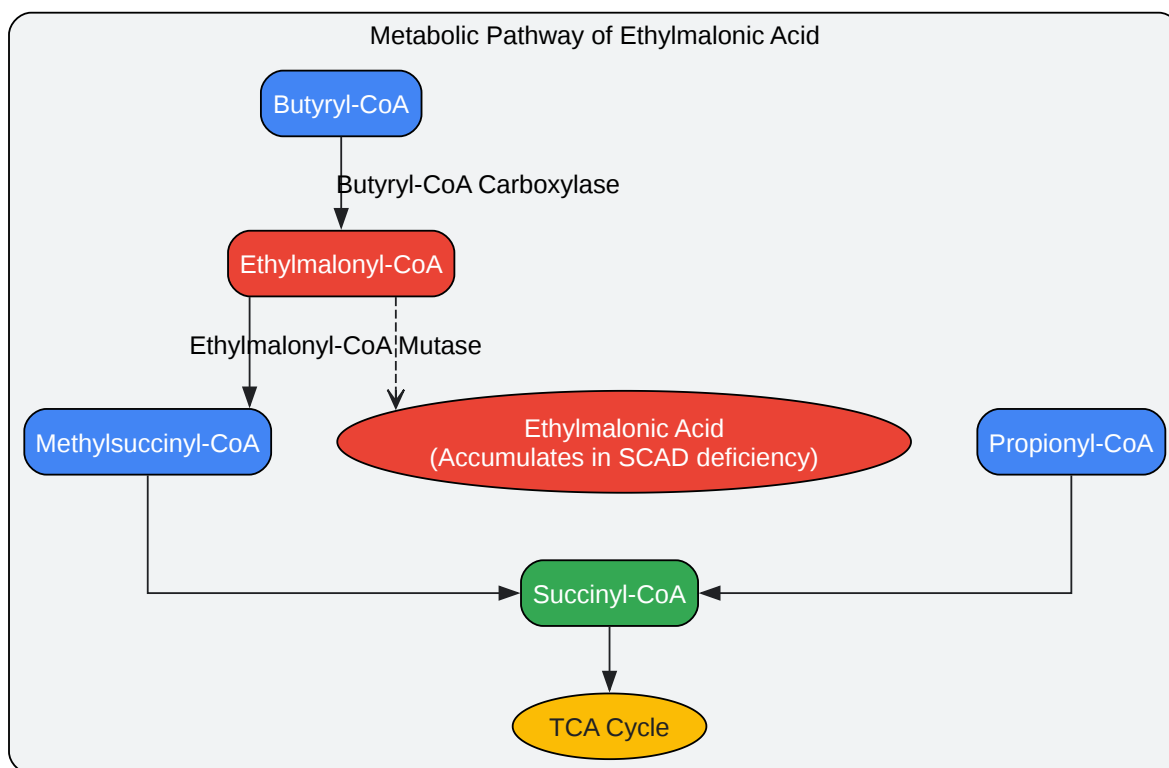 Metabolic Pathway of Ethylmalonic Acid
Butyryl-CoA
Butyryl-CoA Carboxylase
Ethylmalonyl-CoA
Ethylmalonyl-CoA Mutase
Methylsuccinyl-CoA
Ethylmalonic Acid
(Accumulates in SCAD deficiency)
Propionyl-CoA
Succinyl-CoA
TCA Cycle